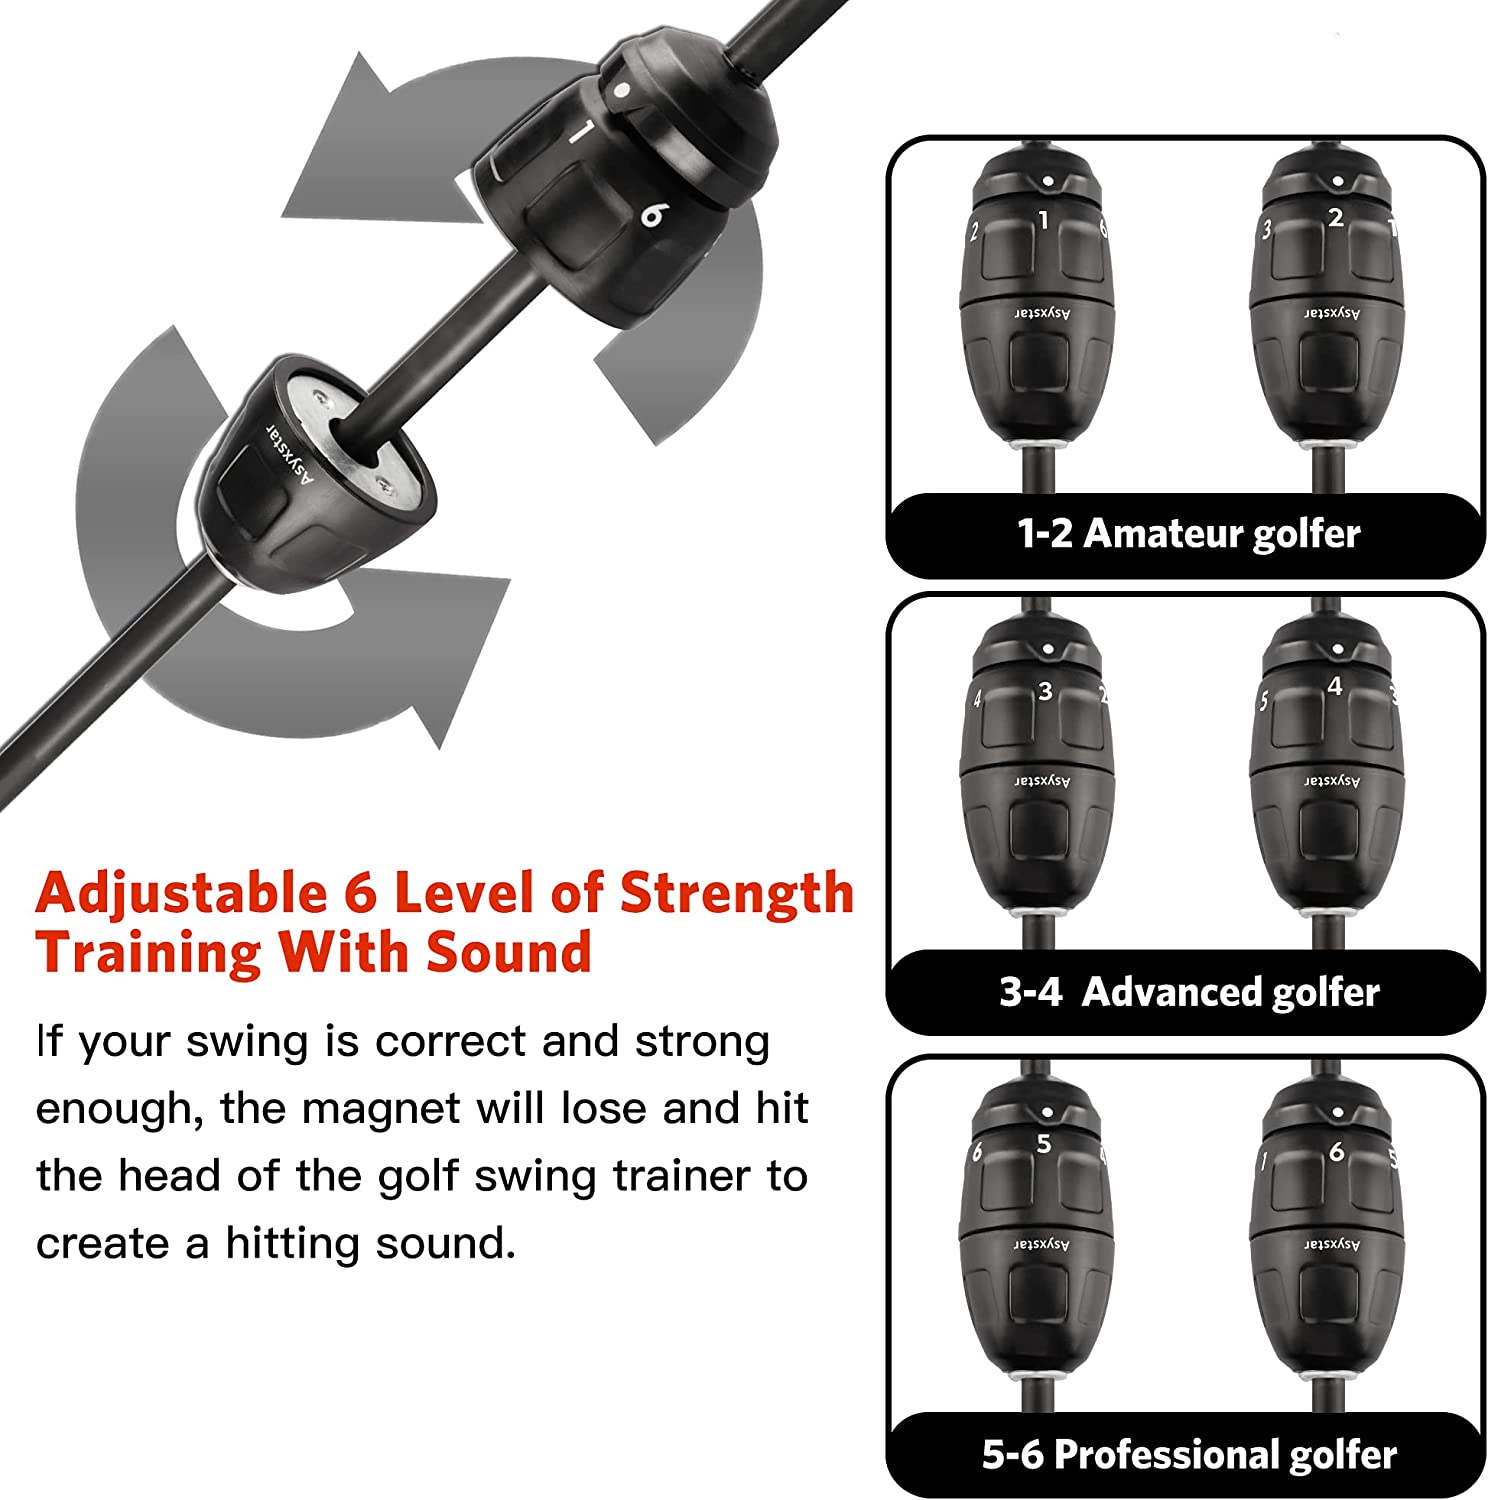 1
6
Asyxstar
Adjustable 6 Level of Strength
Training With Sound
If your swing is correct and strong
enough, the magnet will lose and hit
the head of the golf swing trainer to
create a hitting sound.
2 1 6
Asyxstar
3 2 1
Asyxstar
1-2 Amateur golfer
4 3 2
Asyxstar
5 4 3
Asyxstar
3-4 Advanced golfer
6 5 4
Asyxstar
1 6 5
Asyxstar
5-6 Professional golfer